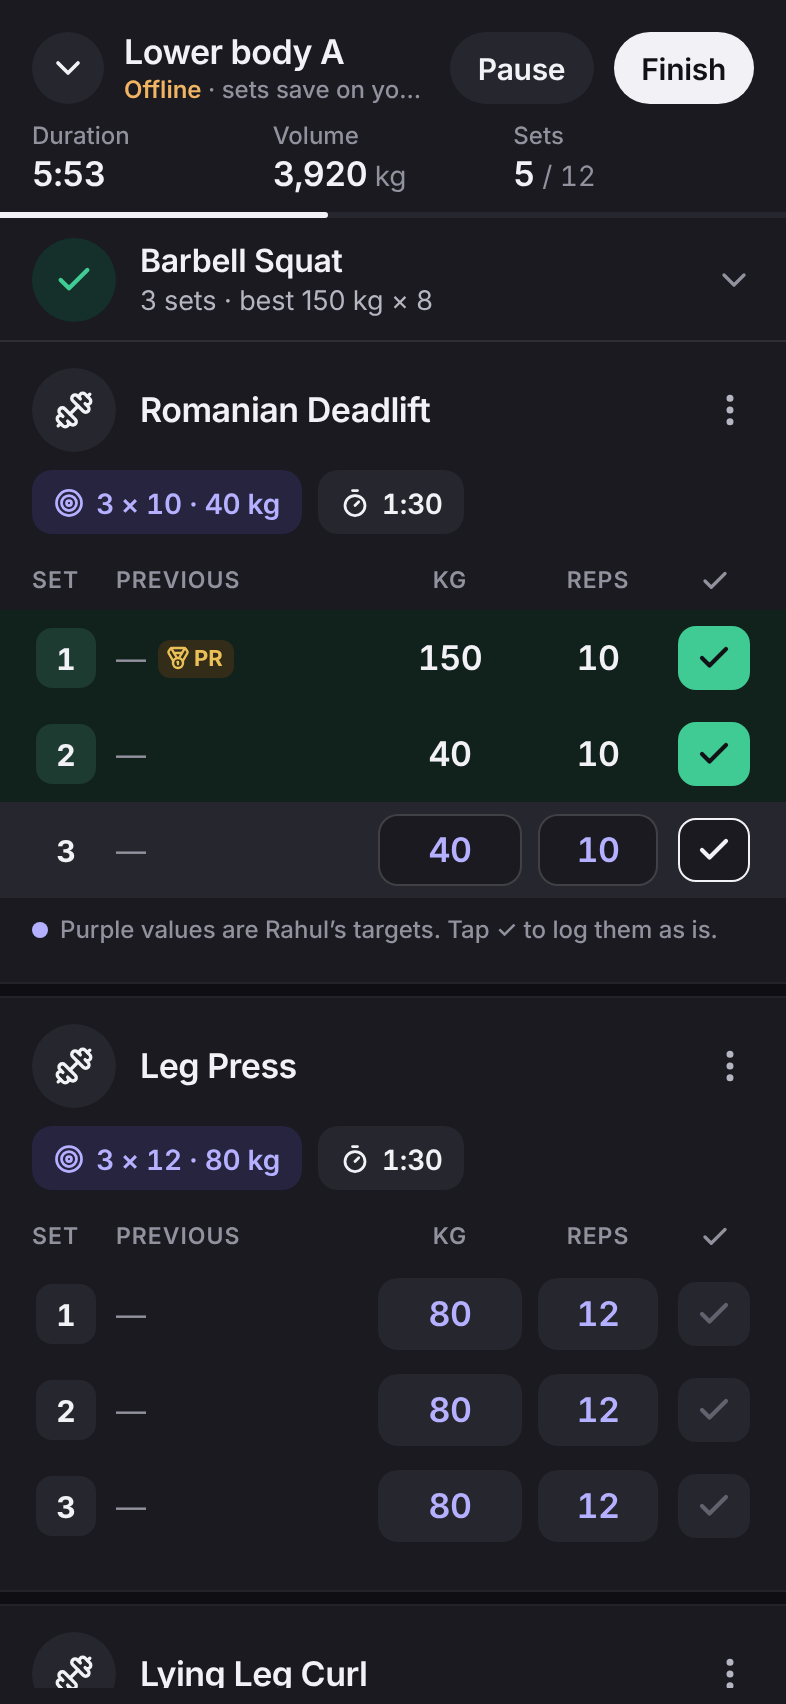 Lower body A
Offline · sets save on yo...
Pause
Finish
Duration
5:53
Volume
3,920 kg
Sets
5 / 12
Barbell Squat
3 sets · best 150 kg × 8
Romanian Deadlift
3 × 10 · 40 kg
1:30
SET PREVIOUS KG REPS ✓
1 — PR 150 10 ✓
2 — 40 10 ✓
3 — 40 10 ✓
Purple values are Rahul’s targets. Tap ✓ to log them as is.
Leg Press
3 × 12 · 80 kg
1:30
SET PREVIOUS KG REPS ✓
1 — 80 12 ✓
2 — 80 12 ✓
3 — 80 12 ✓
Lying Leg Curl